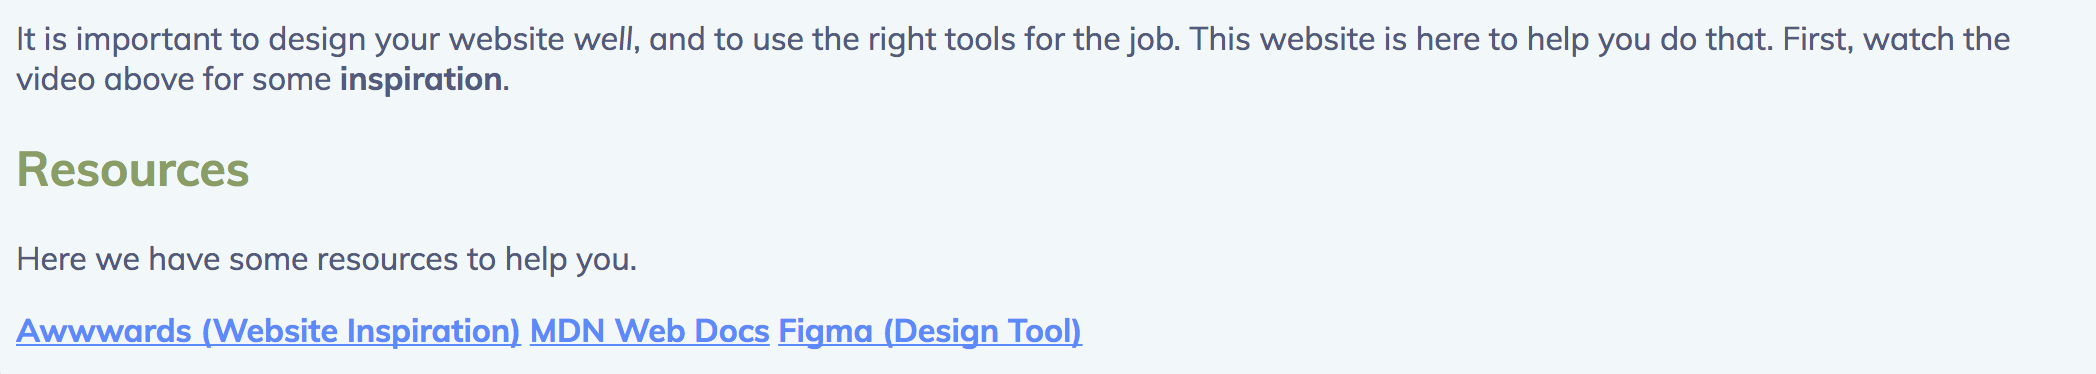 It is important to design your website well, and to use the right tools for the job. This website is here to help you do that. First, watch the
video above for some inspiration.
Resources
Here we have some resources to help you.
Awwwards (Website Inspiration) MDN Web Docs Figma (Design Tool)